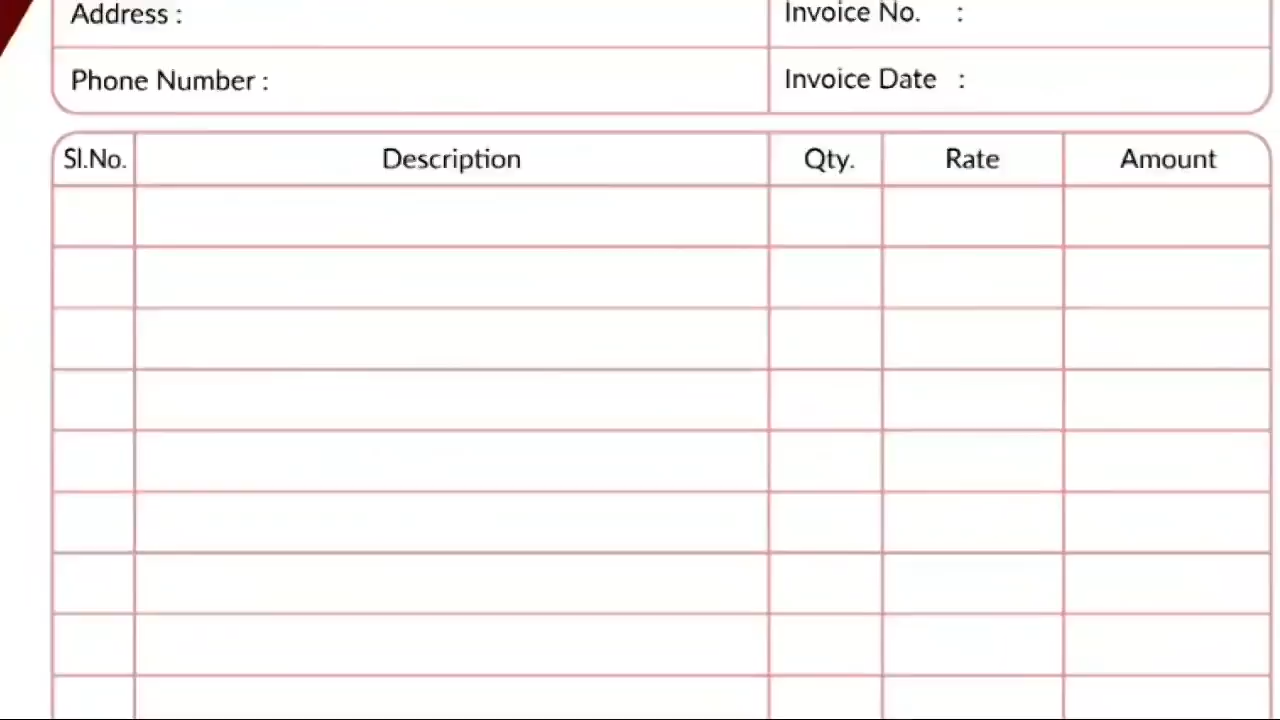 Address :
Invoice No. :
Phone Number :
Invoice Date :
Sl.No. Description Qty. Rate Amount